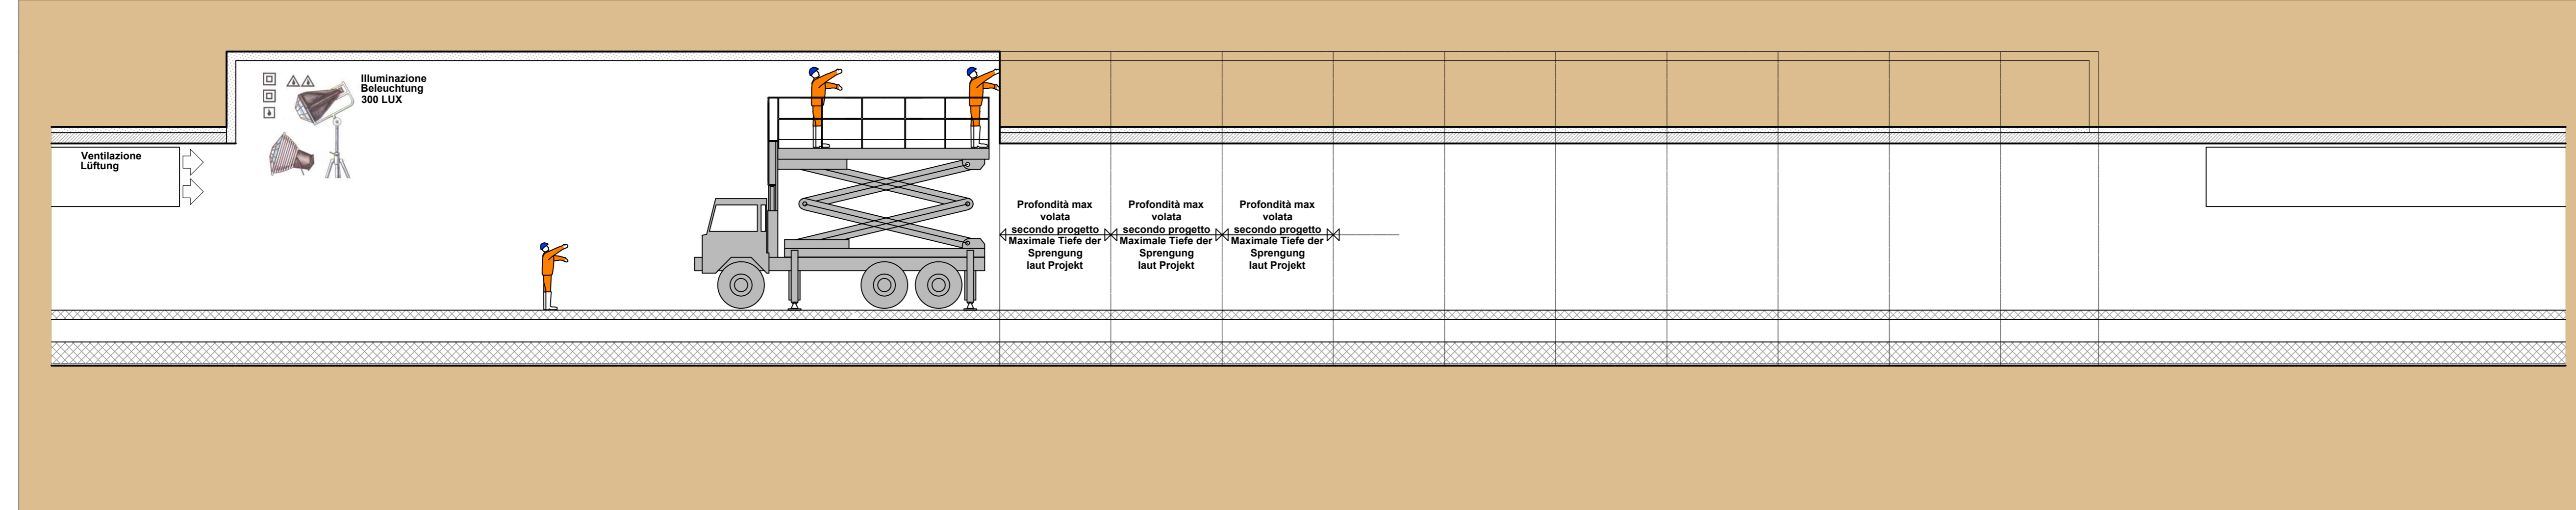 Illuminazione
Beleuchtung
300 LUX
Ventilazione
Lüftung
Profondità max
volata
secondo progetto
Maximale Tiefe der
Sprengung
laut Projekt
Profondità max
volata
secondo progetto
Maximale Tiefe der
Sprengung
laut Projekt
Profondità max
volata
secondo progetto
Maximale Tiefe der
Sprengung
laut Projekt